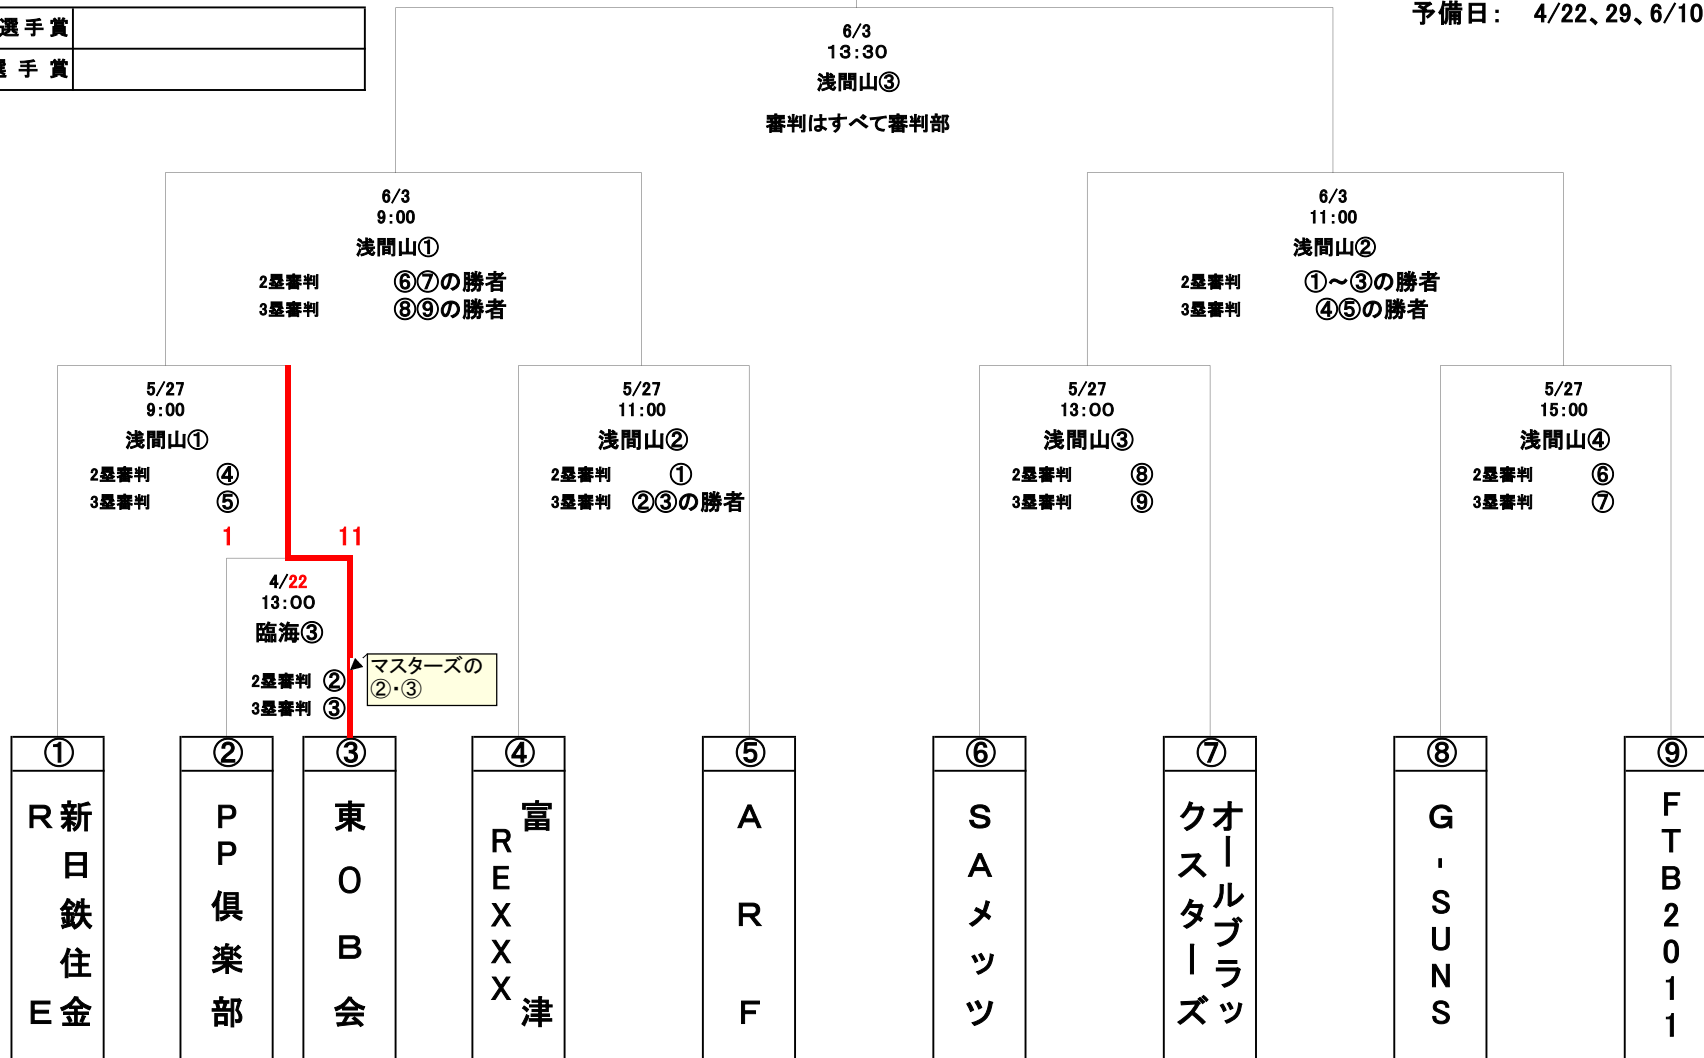 選手賞
選手賞
予備日： 4/22、29、6/10
6/3
13:30
浅間山③
審判はすべて審判部
6/3
9:00
浅間山①
2塁審判 ⑥⑦の勝者
3塁審判 ⑧⑨の勝者
6/3
11:00
浅間山②
2塁審判 ①～③の勝者
3塁審判 ④⑤の勝者
5/27
9:00
浅間山①
2塁審判 ④
3塁審判 ⑤
5/27
11:00
浅間山②
2塁審判 ①
3塁審判 ②③の勝者
5/27
13:00
浅間山③
2塁審判 ⑧
3塁審判 ⑨
5/27
15:00
浅間山④
2塁審判 ⑥
3塁審判 ⑦
1 11
4/22
13:00
臨海③
2塁審判 ②
3塁審判 ③
マスターズの
②・③
①
新日鉄住金
RE
②
PP倶楽部
③
東OB会
④
富津
REXXX
⑤
ARF
⑥
SAメッツ
⑦
オールブラッ
クスターズ
⑧
G-SUNS
⑨
FTB2011